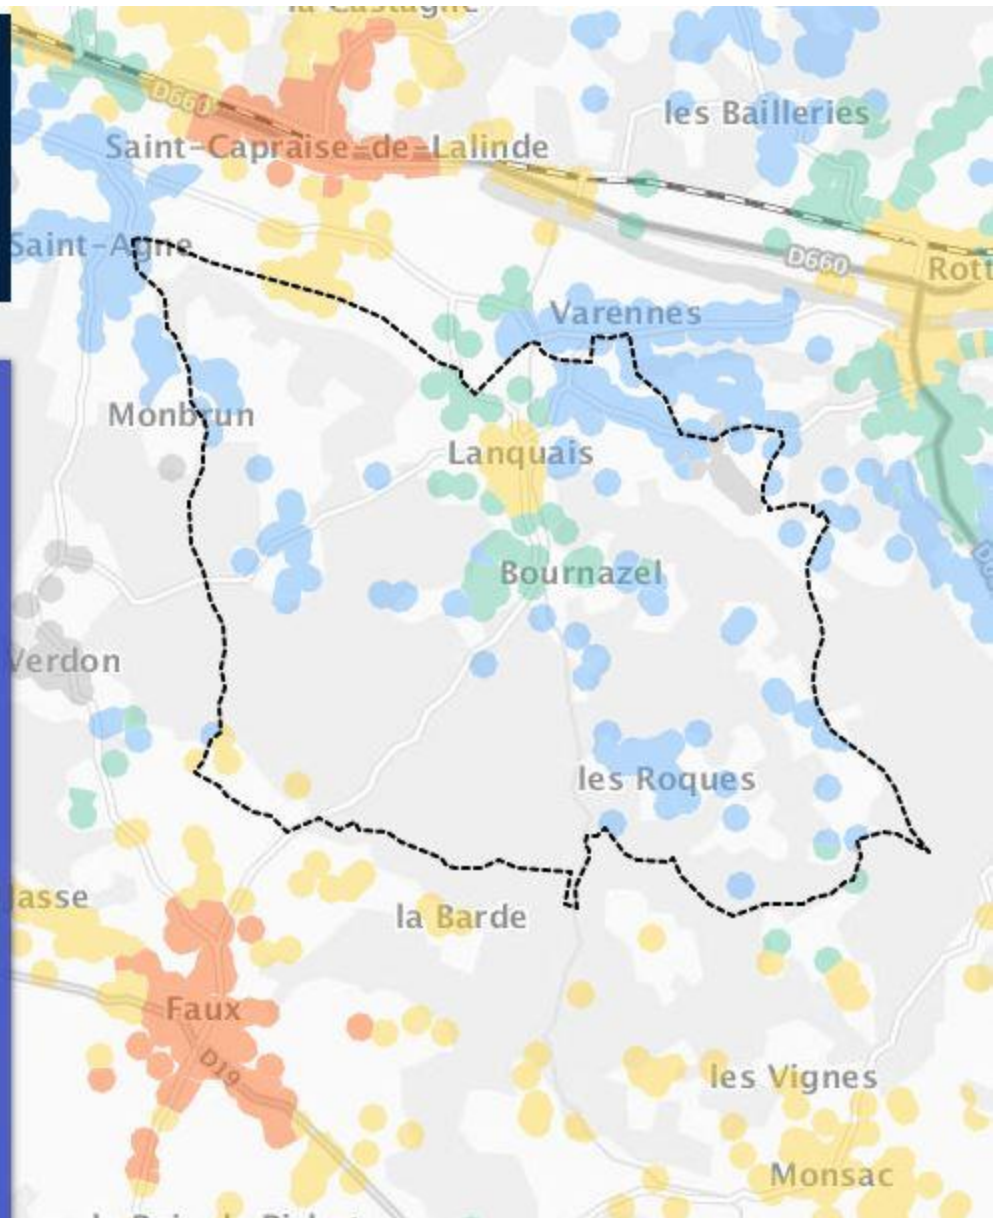 D660
les Bailleries
Saint-Capraise-de-Lalinde
Saint-Agne
D660
Varennes
Monbrun
Lanquais
Bournazel
Verdon
les Roques
la Barde
Faux
D19
les Vignes
Monsac